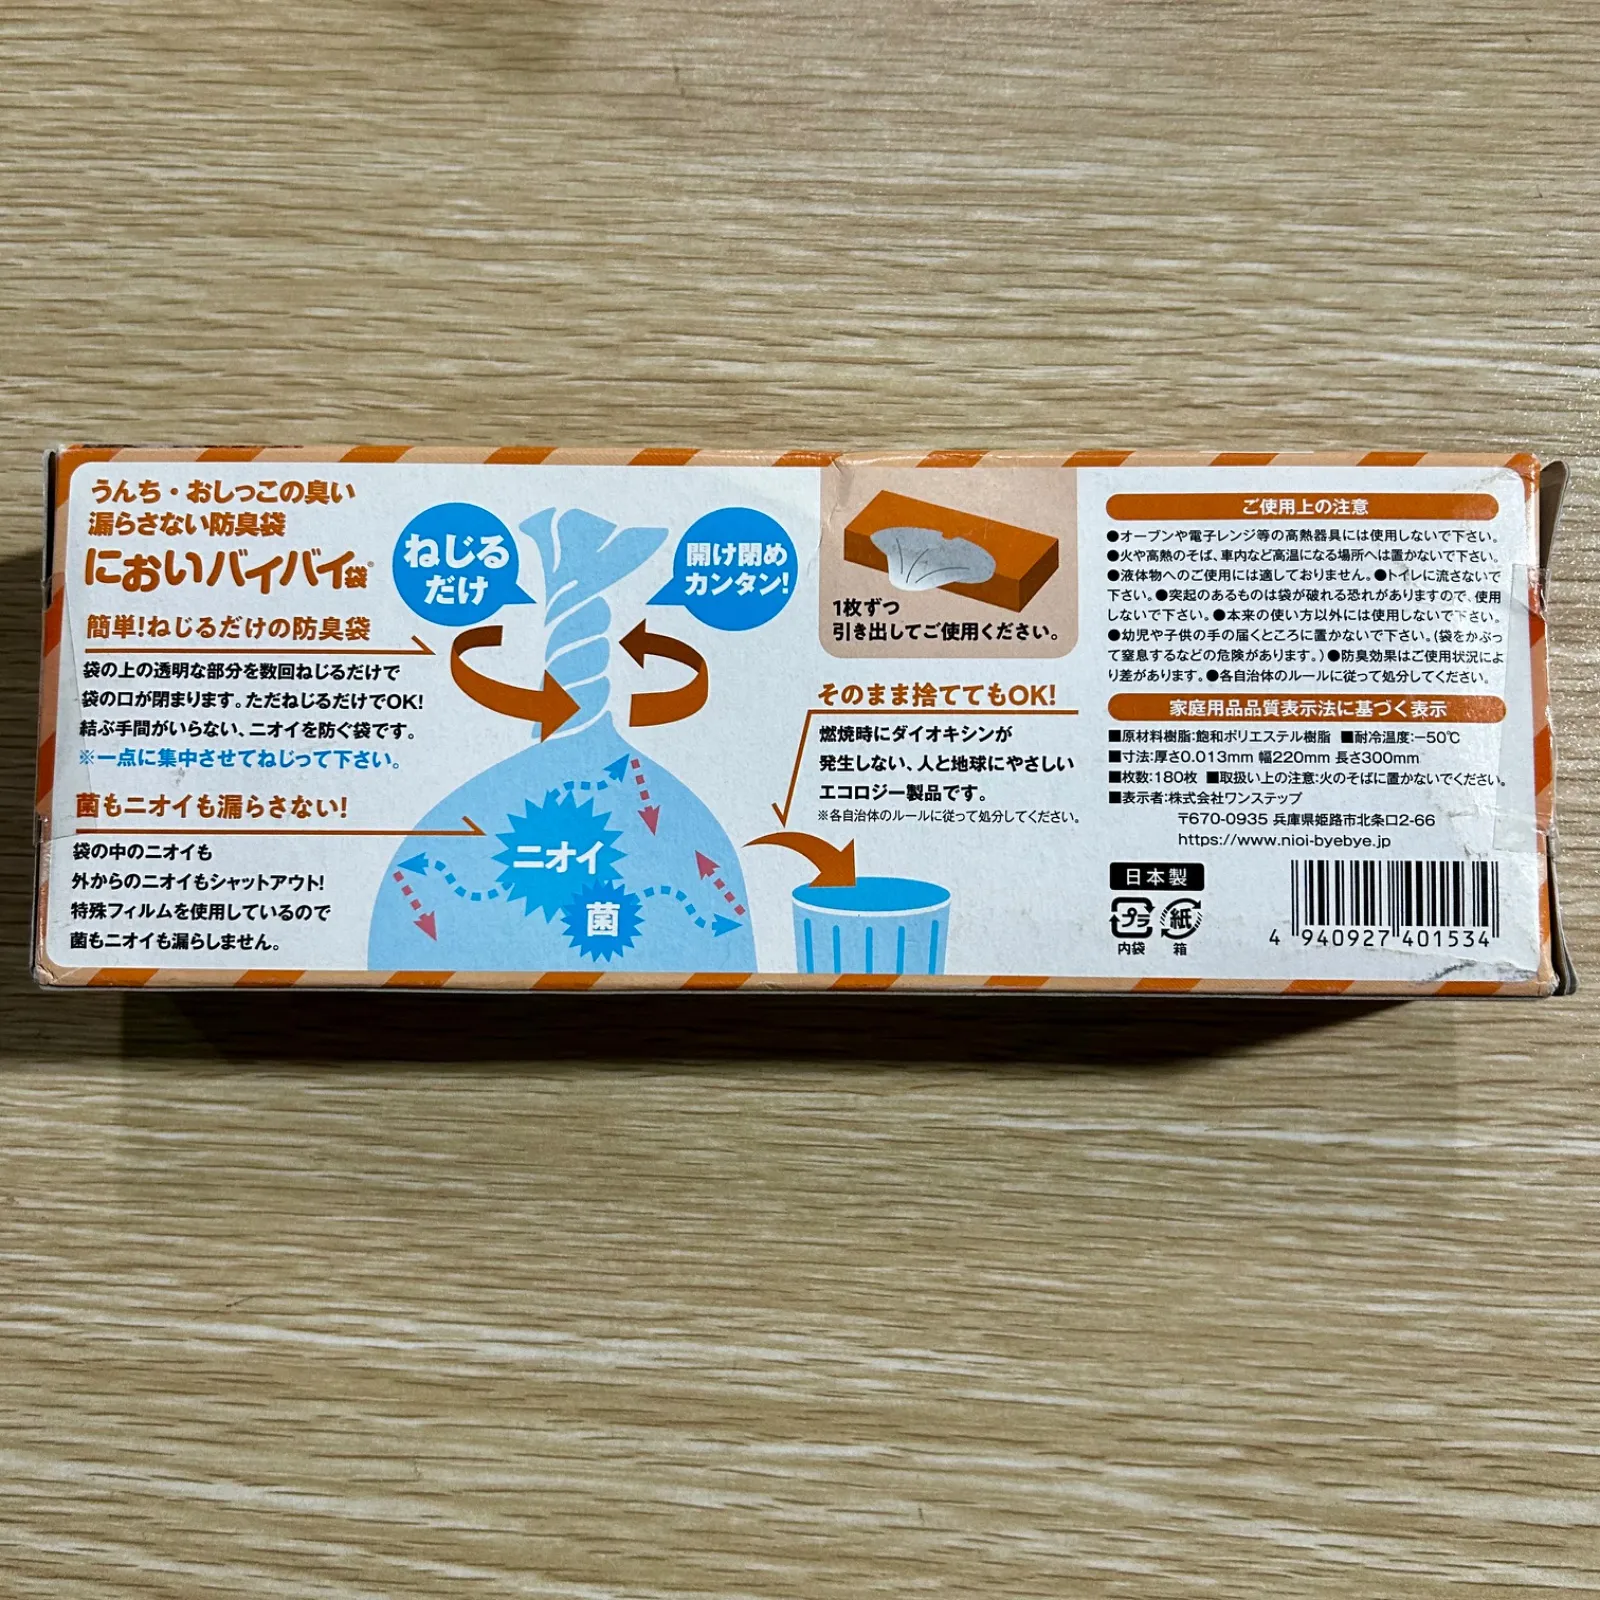 うんち・おしっこの臭い
漏らさない防臭袋
においバイバイ袋®
簡単!ねじるだけの防臭袋
袋の上の透明な部分を数回ねじるだけで
袋の口が閉まります。ただねじるだけでOK!
結ぶ手間がいらない、ニオイを防ぐ袋です。
※一点に集中させてねじって下さい。
菌もニオイも漏らさない!
袋の中のニオイも
外からのニオイもシャットアウト!
特殊フィルムを使用しているので
菌もニオイも漏らしません。
ねじる
だけ
開け閉め
カンタン!
ニオイ
菌
1枚ずつ
引き出してご使用ください。
そのまま捨ててもOK!
燃焼時にダイオキシンが
発生しない、人と地球にやさしい
エコロジー製品です。
※各自治体のルールに従って処分してください。
ご使用上の注意
●オーブンや電子レンジ等の高熱器具には使用しないで下さい。
●火や高熱のそば、車内など高温になる場所へは置かないで下さい。
●液体物へのご使用には適しておりません。●トイレに流さないで
下さい。●突起のあるものは袋が破れる恐れがありますので、使用
しないで下さい。●本来の使い方以外には使用しないで下さい。
●幼児や子供の手の届くところに置かないで下さい。(袋をかぶっ
て窒息するなどの危険があります。)●防臭効果はご使用状況によ
り差があります。●各自治体のルールに従って処分してください。
家庭用品品質表示法に基づく表示
■原材料樹脂:飽和ポリエステル樹脂 ■耐冷温度:−50℃
■寸法:厚さ0.013mm 幅220mm 長さ300mm
■枚数:180枚 ■取扱い上の注意:火のそばに置かないでください。
■表示者:株式会社ワンステップ
〒670-0935 兵庫県姫路市北条口2-66
https://www.nioi-byebye.jp
日本製
プラ
内袋
紙
箱
4 940927 401534